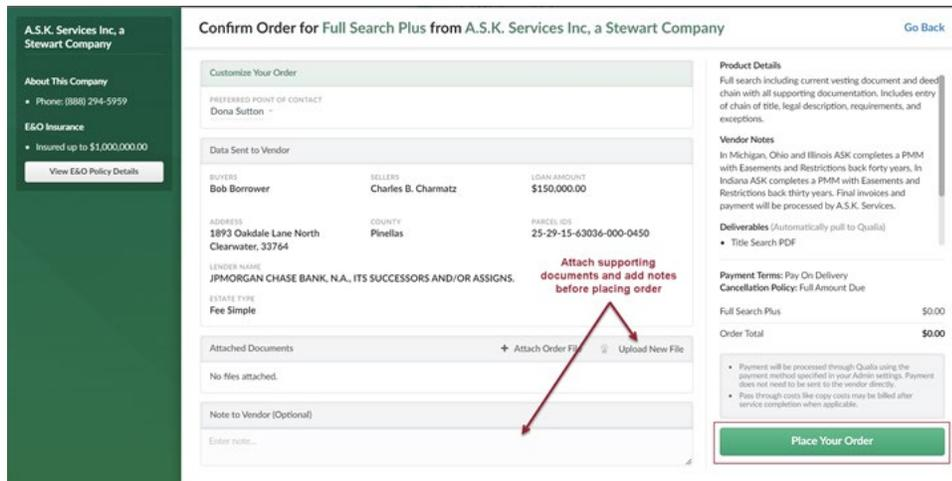 A.S.K. Services Inc, a
Stewart Company
About This Company
• Phone: (888) 294-5959
E&O Insurance
• Insured up to $1,000,000.00
View E&O Policy Details
Confirm Order for Full Search Plus from A.S.K. Services Inc, a Stewart Company
Go Back
Customize Your Order
PREFERRED POINT OF CONTACT
Dona Sutton
Data Sent to Vendor
BUYERS
Bob Borrower
SELLERS
Charles B. Charmatz
LOAN AMOUNT
$150,000.00
ADDRESS
1893 Oakdale Lane North
Clearwater, 33764
COUNTY
Pinellas
PARCEL IDS
25-29-15-63036-000-0450
LENDER NAME
JPMORGAN CHASE BANK, N.A., ITS SUCCESSORS AND/OR ASSIGNS.
ESTATE TYPE
Fee Simple
Attach supporting
documents and add notes
before placing order
Attached Documents
+ Attach Order File
Upload New File
No files attached.
Note to Vendor (Optional)
Enter note...
Product Details
Full search including current vesting document and deed
chain with all supporting documentation. Includes entry
of chain of title, legal description, requirements, and
exceptions.
Vendor Notes
In Michigan, Ohio and Illinois ASK completes a PMM
with Easements and Restrictions back forty years, In
Indiana ASK completes a PMM with Easements and
Restrictions back thirty years. Final invoices and
payment will be processed by A.S.K. Services.
Deliverables (Automatically pull to Qualia)
• Title Search PDF
Payment Terms: Pay On Delivery
Cancellation Policy: Full Amount Due
Full Search Plus $0.00
Order Total $0.00
• Payment will be processed through Qualia using the
payment method specified in your Admin settings. Payment
does not need to be sent to the vendor directly.
• Pass through costs like copy costs may be billed after
service completion when applicable.
Place Your Order